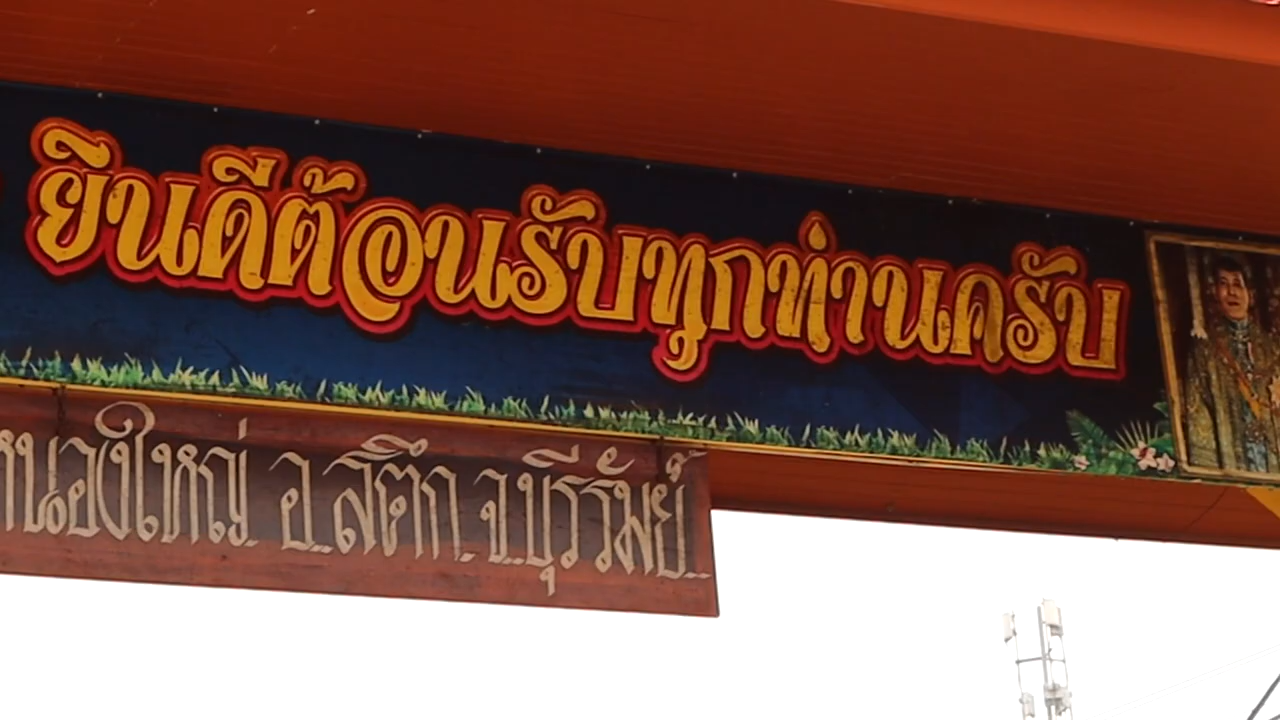 ยินดีต้อนรับทุกท่านครับ
หนองใหญ่ อ.สตึก จ.บุรีรัมย์